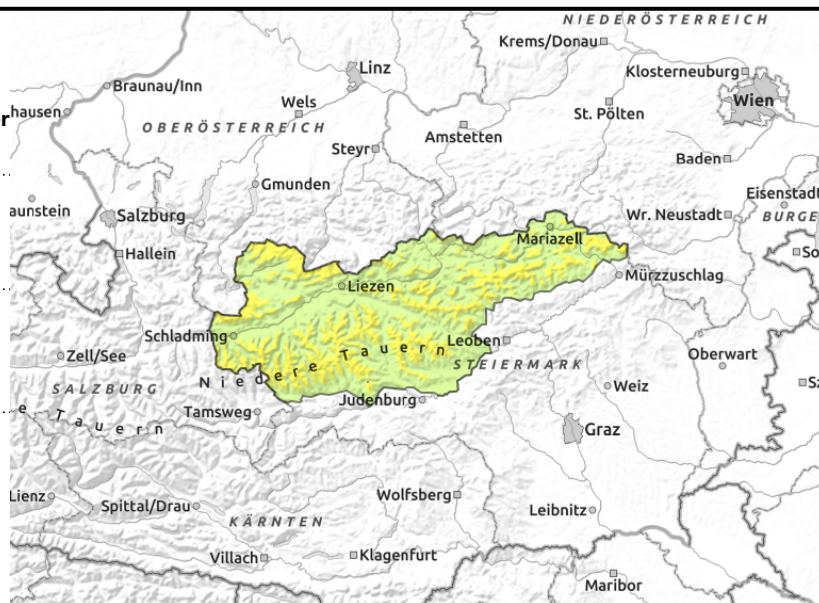 NIEDERÖSTERREICH
Krems/Donau
Linz
Klosterneuburg
Braunau/Inn
Wien
Wels
hausen
St. Pölten
r
OBERÖSTERREICH
Amstetten
Steyr
Baden
Gmunden
Eisenstadt
aunstein
Salzburg
Wr. Neustadt
BURGE
Mariazell
Hallein
So
Mürzzuschlag
Liezen
Schladming
Leoben
Zell/See
Niedere Tauern
STEIERMARK
Oberwart
SALZBURG
Weiz
Sz
e Tauern
Tamsweg
Judenburg
Graz
Lienz
Wolfsberg
Spittal/Drau
Leibnitz
KÄRNTEN
Villach
Klagenfurt
Maribor